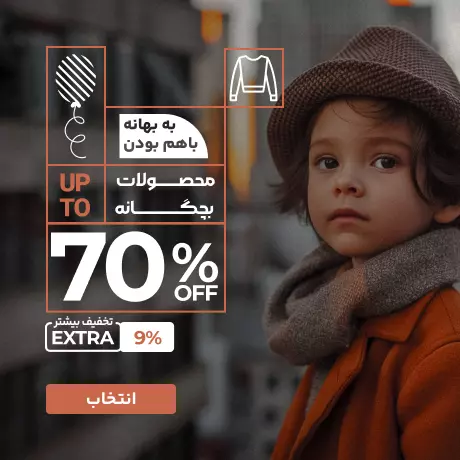 به بهانه
باهم بودن
محصولات
بچگانه
UP
TO
70% OFF
تخفیف بیشتر
EXTRA 9%
انتخاب